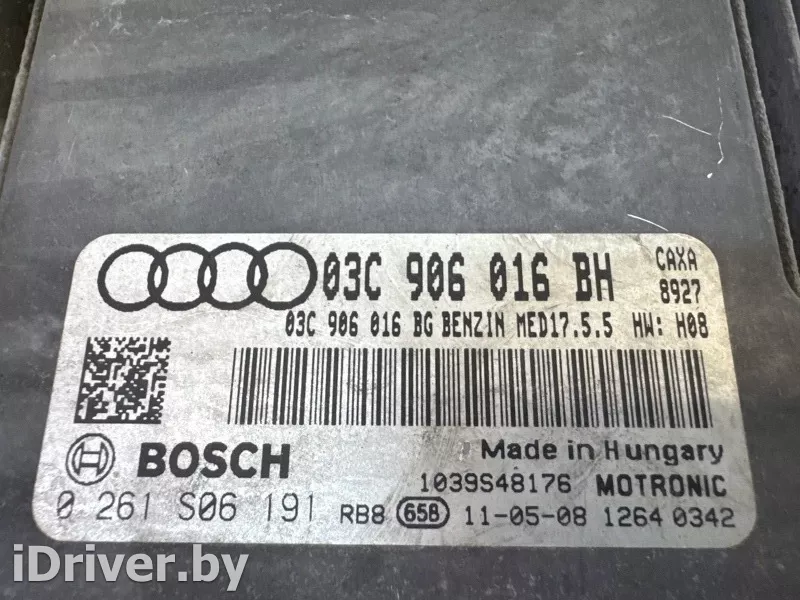 03C 906 016 BH CAXA
8927
03C 906 016 BG BENZIN MED17.5.5 HW: H08
BOSCH Made in Hungary
1039S48176 MOTRONIC
0 261 S06 191 RB8 658 11-05-08 1264 0342
iDriver.by